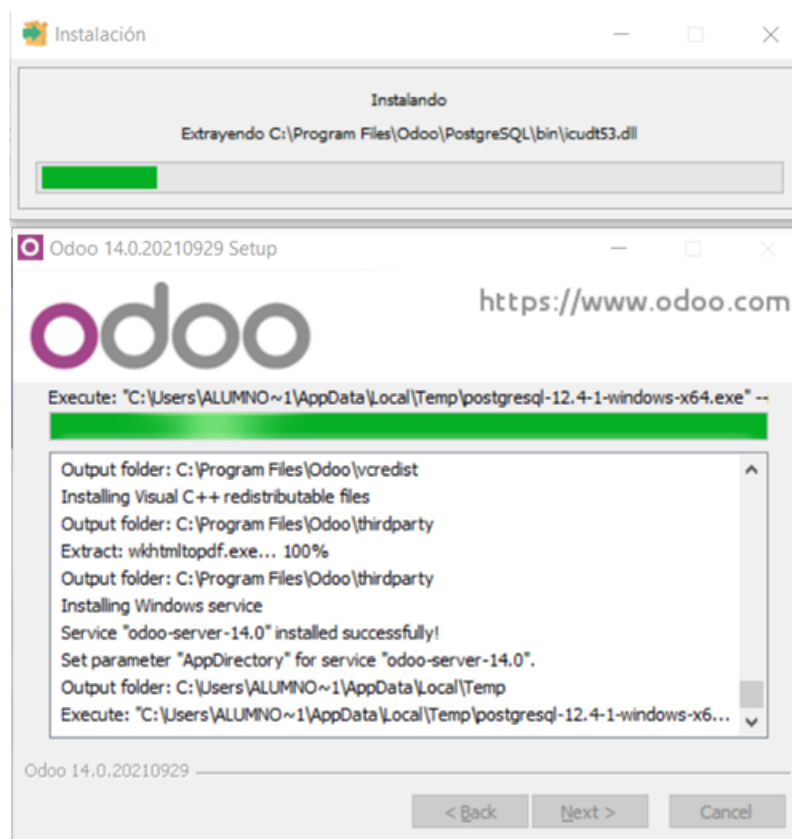 Instalación
Instalando
Extrayendo C:\Program Files\Odoo\PostgreSQL\bin\icudt53.dll
Odoo 14.0.20210929 Setup
odoo
https://www.odoo.com
Execute: "C:\Users\ALUMNO~1\AppData\Local\Temp\postgresql-12.4-1-windows-x64.exe" --
Output folder: C:\Program Files\Odoo\vcredist
Installing Visual C++ redistributable files
Output folder: C:\Program Files\Odoo\thirdparty
Extract: wkhtmltopdf.exe... 100%
Output folder: C:\Program Files\Odoo\thirdparty
Installing Windows service
Service "odoo-server-14.0" installed successfully!
Set parameter "AppDirectory" for service "odoo-server-14.0".
Output folder: C:\Users\ALUMNO~1\AppData\Local\Temp
Execute: "C:\Users\ALUMNO~1\AppData\Local\Temp\postgresql-12.4-1-windows-x6...
Odoo 14.0.20210929
< Back Next > Cancel